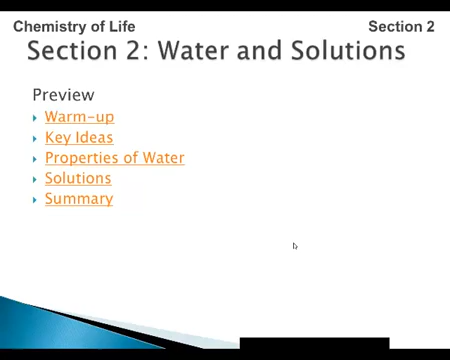 Chemistry of Life
Section 2
Section 2: Water and Solutions
Preview
Warm-up
Key Ideas
Properties of Water
Solutions
Summary